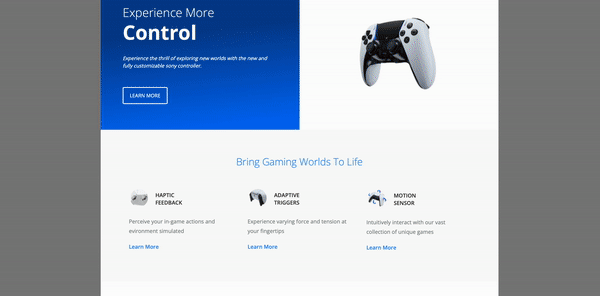 Experience More
Control
Experience the thrill of exploring new worlds with the new and
fully customizable sony controller.
LEARN MORE
Bring Gaming Worlds To Life
HAPTIC
FEEDBACK
Perceive your in-game actions and
evironment simulated
Learn More
ADAPTIVE
TRIGGERS
Experience varying force and tension at
your fingertips
Learn More
MOTION
SENSOR
Intuitively interact with our vast
collection of unique games
Learn More